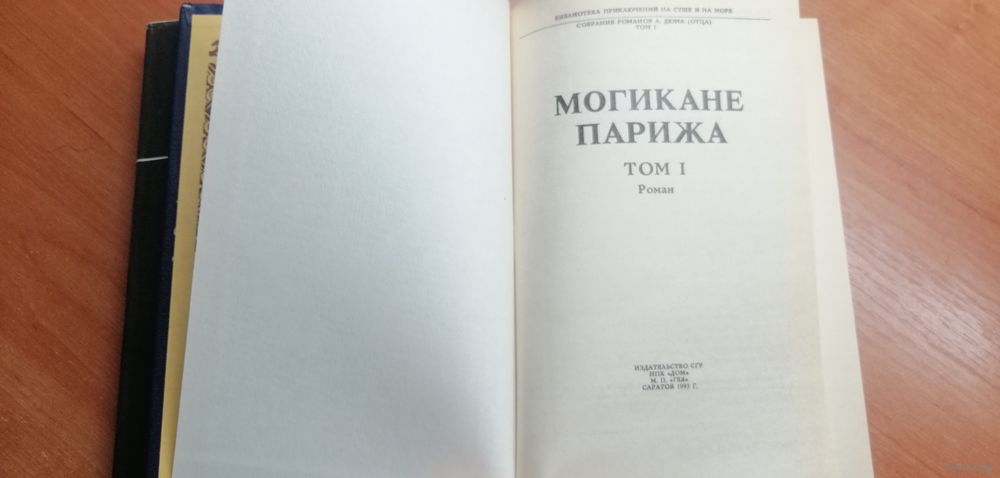 БИБЛИОТЕКА ПРИКЛЮЧЕНИЙ НА СУШЕ И НА МОРЕ
СОБРАНИЕ РОМАНОВ А. ДЮМА (ОТЦА)
ТОМ 1
МОГИКАНЕ
ПАРИЖА
ТОМ I
Роман
ИЗДАТЕЛЬСТВО СГУ
НПК «ДОМ»
М. П.
САРАТОВ 1993 Г.